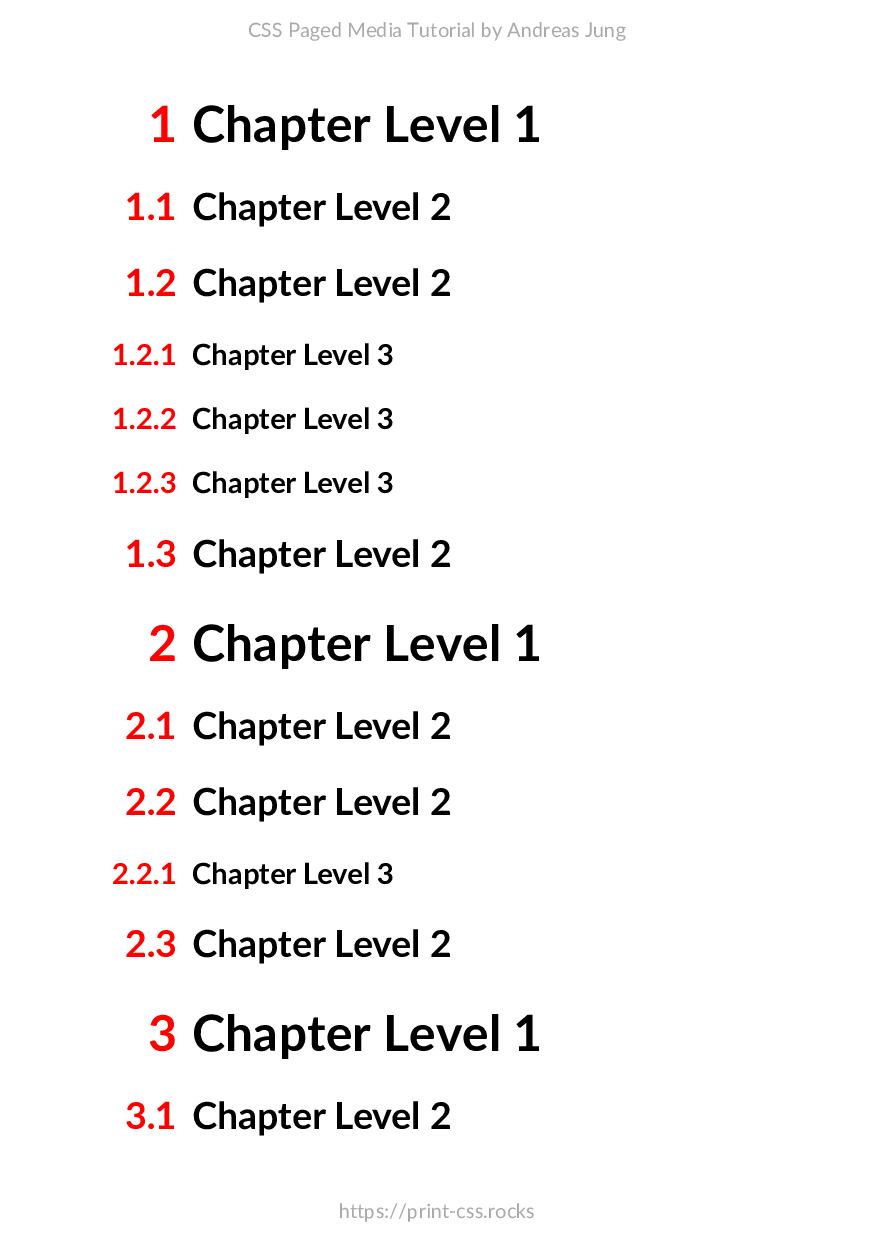 CSS Paged Media Tutorial by Andreas Jung
1 Chapter Level 1
1.1 Chapter Level 2
1.2 Chapter Level 2
1.2.1 Chapter Level 3
1.2.2 Chapter Level 3
1.2.3 Chapter Level 3
1.3 Chapter Level 2
2 Chapter Level 1
2.1 Chapter Level 2
2.2 Chapter Level 2
2.2.1 Chapter Level 3
2.3 Chapter Level 2
3 Chapter Level 1
3.1 Chapter Level 2
https://print-css.rocks